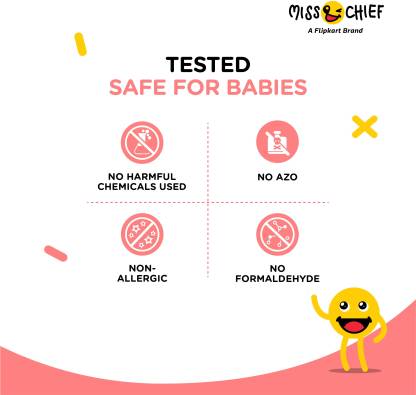 MISS CHIEF
A Flipkart Brand
TESTED
SAFE FOR BABIES
NO HARMFUL
CHEMICALS USED
NO AZO
NON-
ALLERGIC
NO
FORMALDEHYDE